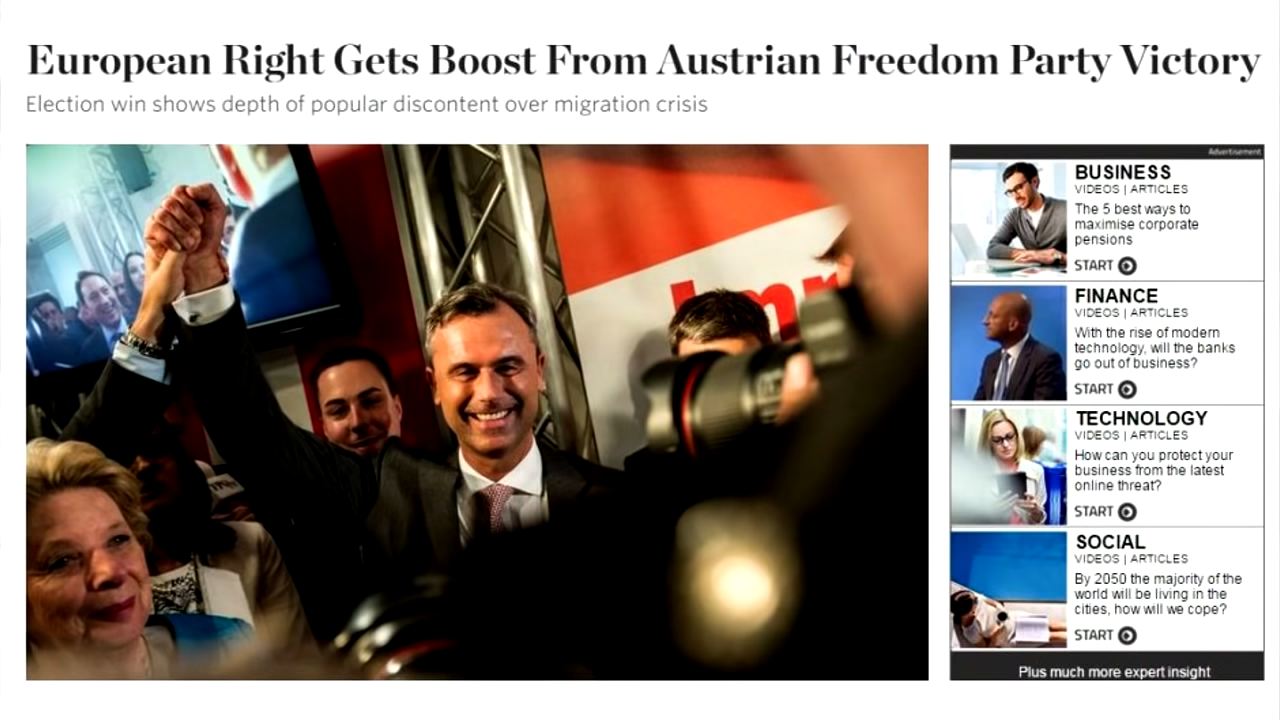 European Right Gets Boost From Austrian Freedom Party Victory
Election win shows depth of popular discontent over migration crisis
Advertisement
BUSINESS
VIDEOS | ARTICLES
The 5 best ways to
maximise corporate
pensions
START
FINANCE
VIDEOS | ARTICLES
With the rise of modern
technology, will the banks
go out of business?
START
TECHNOLOGY
VIDEOS | ARTICLES
How can you protect your
business from the latest
online threat?
START
SOCIAL
VIDEOS | ARTICLES
By 2050 the majority of the
world will be living in the
cities, how will we cope?
START
Plus much more expert insight